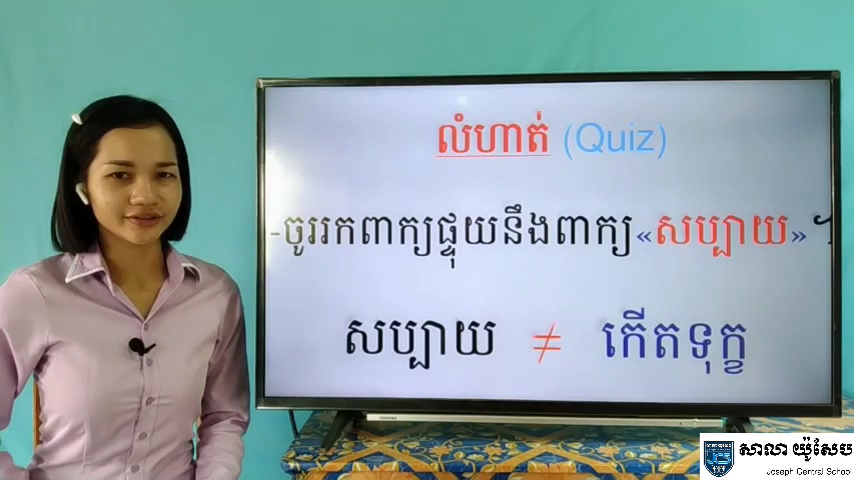 លំហាត់ (Quiz)
-ចូររកពាក្យផ្ទុយនឹងពាក្យ«សប្បាយ» ។
សប្បាយ ≠ កើតទុក្ខ
TOSHIBA
សាលា យ៉ូសែប
Joseph Central School